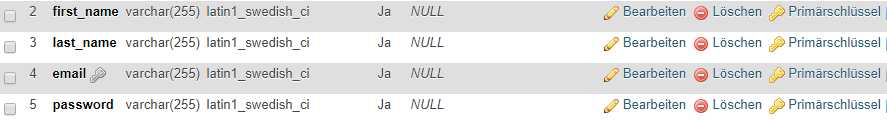 2 first_name varchar(255) latin1_swedish_ci Ja NULL Bearbeiten Löschen Primärschlüssel
3 last_name varchar(255) latin1_swedish_ci Ja NULL Bearbeiten Löschen Primärschlüssel
4 email varchar(255) latin1_swedish_ci Ja NULL Bearbeiten Löschen Primärschlüssel
5 password varchar(255) latin1_swedish_ci Ja NULL Bearbeiten Löschen Primärschlüssel